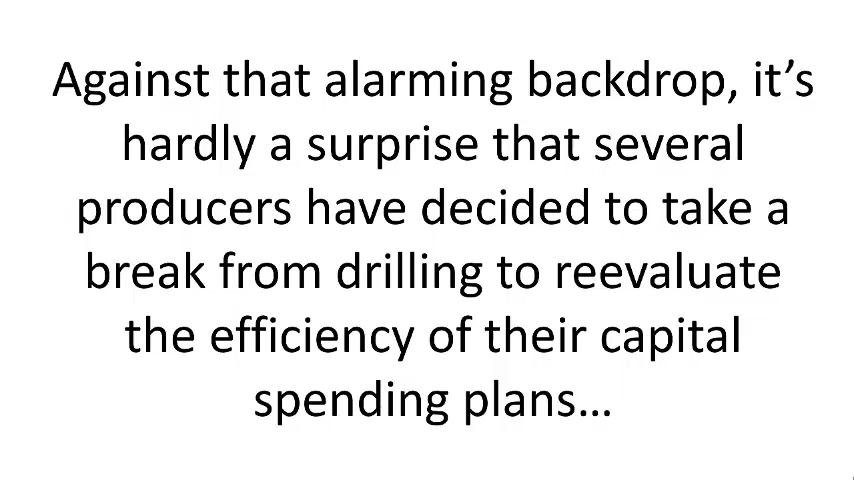 Against that alarming backdrop, it’s
hardly a surprise that several
producers have decided to take a
break from drilling to reevaluate
the efficiency of their capital
spending plans…